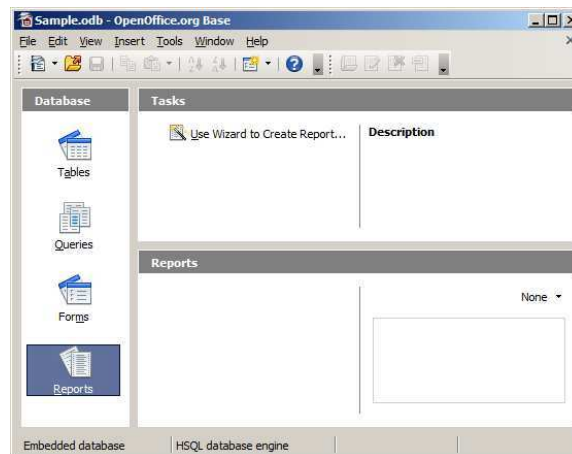 Sample.odb - OpenOffice.org Base
File Edit View Insert Tools Window Help
Database
Tasks
Use Wizard to Create Report...
Description
Tables
Queries
Forms
Reports
Reports
None
Embedded database
HSQL database engine